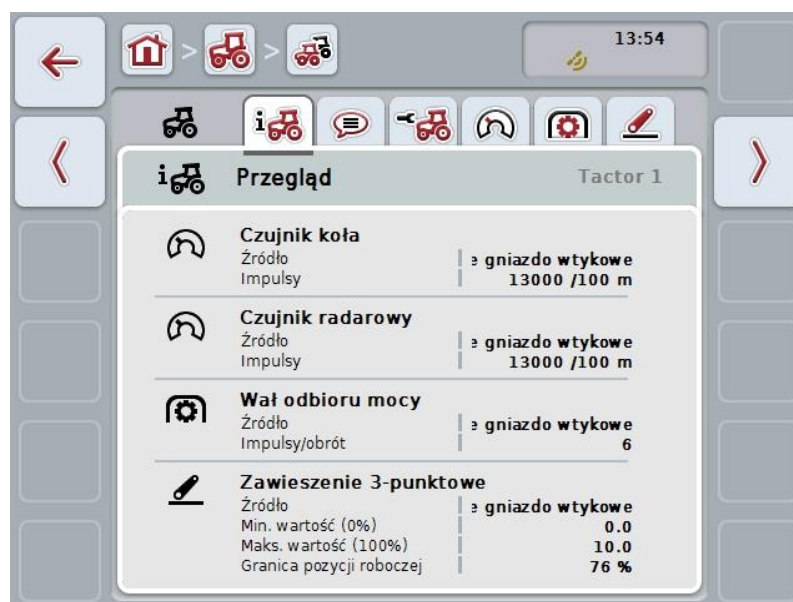 13:54
Przegląd Tactor 1
Czujnik koła
Źródło e gniazdo wtykowe
Impulsy 13000 /100 m
Czujnik radarowy
Źródło e gniazdo wtykowe
Impulsy 13000 /100 m
Wał odbioru mocy
Źródło e gniazdo wtykowe
Impulsy/obrót 6
Zawieszenie 3-punktowe
Źródło e gniazdo wtykowe
Min. wartość (0%) 0.0
Maks. wartość (100%) 10.0
Granica pozycji roboczej 76 %